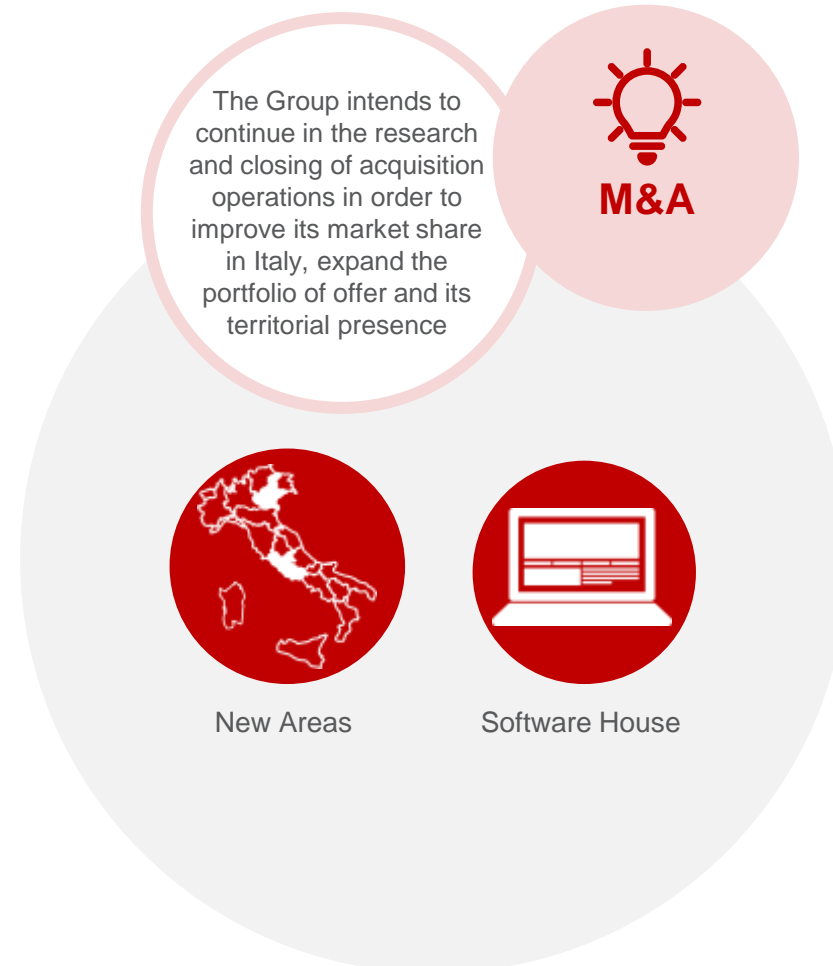 The Group intends to
continue in the research
and closing of acquisition
operations in order to
improve its market share
in Italy, expand the
portfolio of offer and its
territorial presence
M&A
New Areas
Software House